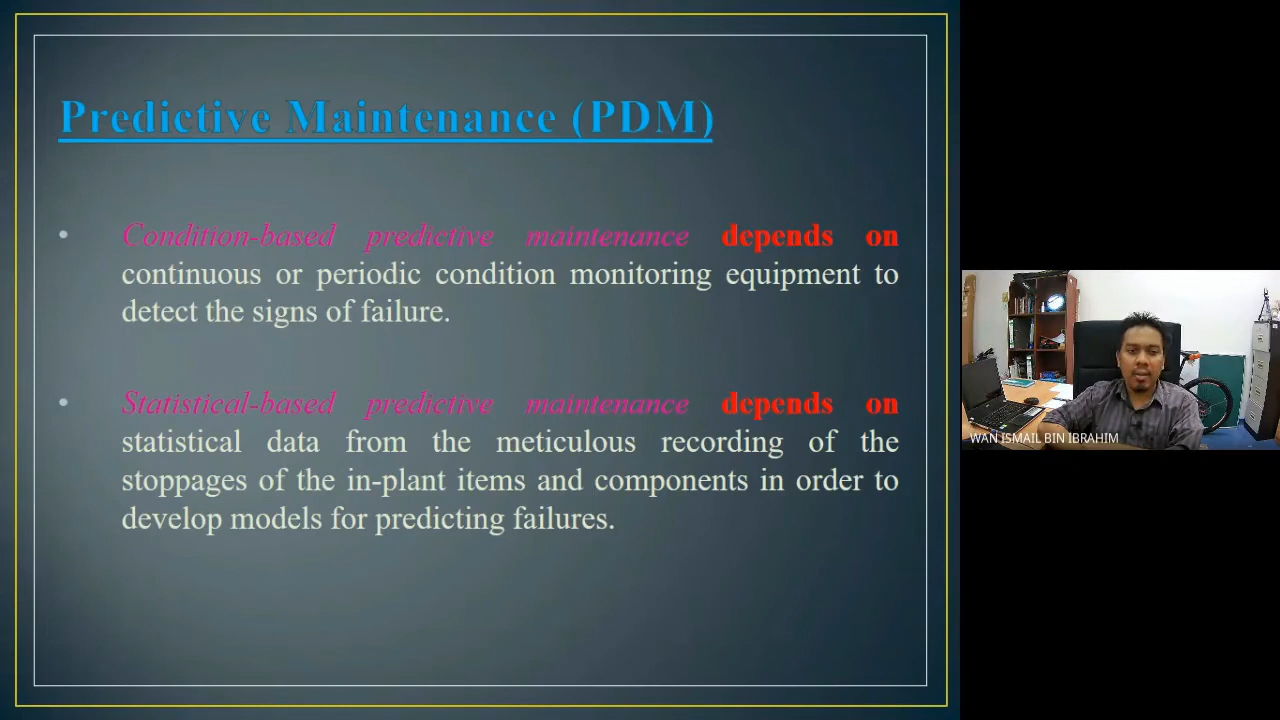 Predictive Maintenance (PDM)
• Condition-based predictive maintenance depends on
continuous or periodic condition monitoring equipment to
detect the signs of failure.
• Statistical-based predictive maintenance depends on
statistical data from the meticulous recording of the
stoppages of the in-plant items and components in order to
develop models for predicting failures.
WAN ISMAIL BIN IBRAHIM